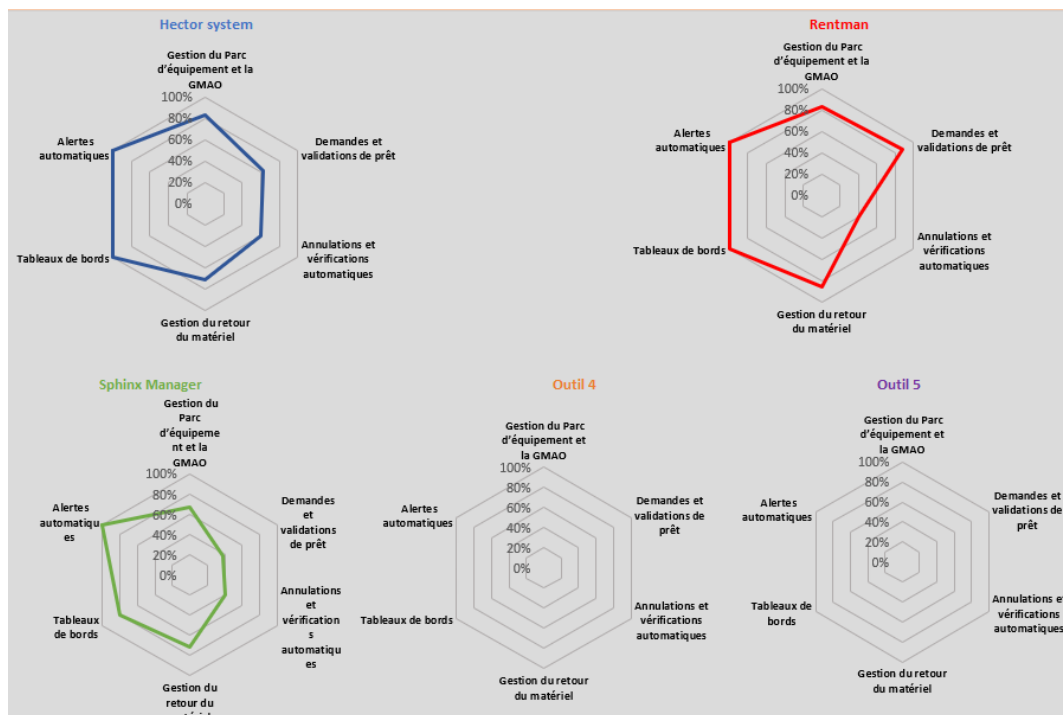 Hector system
Gestion du Parc
d'équipement et la
GMAO
100%
80%
60%
40%
20%
0%
Demandes et
validations de prêt
Annulations et
vérifications
automatiques
Gestion du retour
du matériel
Tableaux de bords
Alertes
automatiques
Rentman
Gestion du Parc
d'équipement et la
GMAO
100%
80%
60%
40%
20%
0%
Demandes et
validations de prêt
Annulations et
vérifications
automatiques
Gestion du retour
du matériel
Tableaux de bords
Alertes
automatiques
Sphinx Manager
Gestion du
Parc
d'équipeme
nt et la
GMAO
100%
80%
60%
40%
20%
0%
Demandes
et
validations
de prêt
Annulations
et
vérification
s
automatiqu
es
Gestion du
retour du
matériel
Tableaux
de bords
Alertes
automatiqu
es
Outil 4
Gestion du Parc
d'équipement et
la GMAO
100%
80%
60%
40%
20%
0%
Demandes et
validations de
prêt
Annulations et
vérifications
automatiques
Gestion du retour
du matériel
Tableaux de bords
Alertes
automatiques
Outil 5
Gestion du Parc
d'équipement et
la GMAO
100%
80%
60%
40%
20%
0%
Demandes et
validations de
prêt
Annulations et
vérifications
automatiques
Gestion du retour
du matériel
Tableaux de
bords
Alertes
automatiques